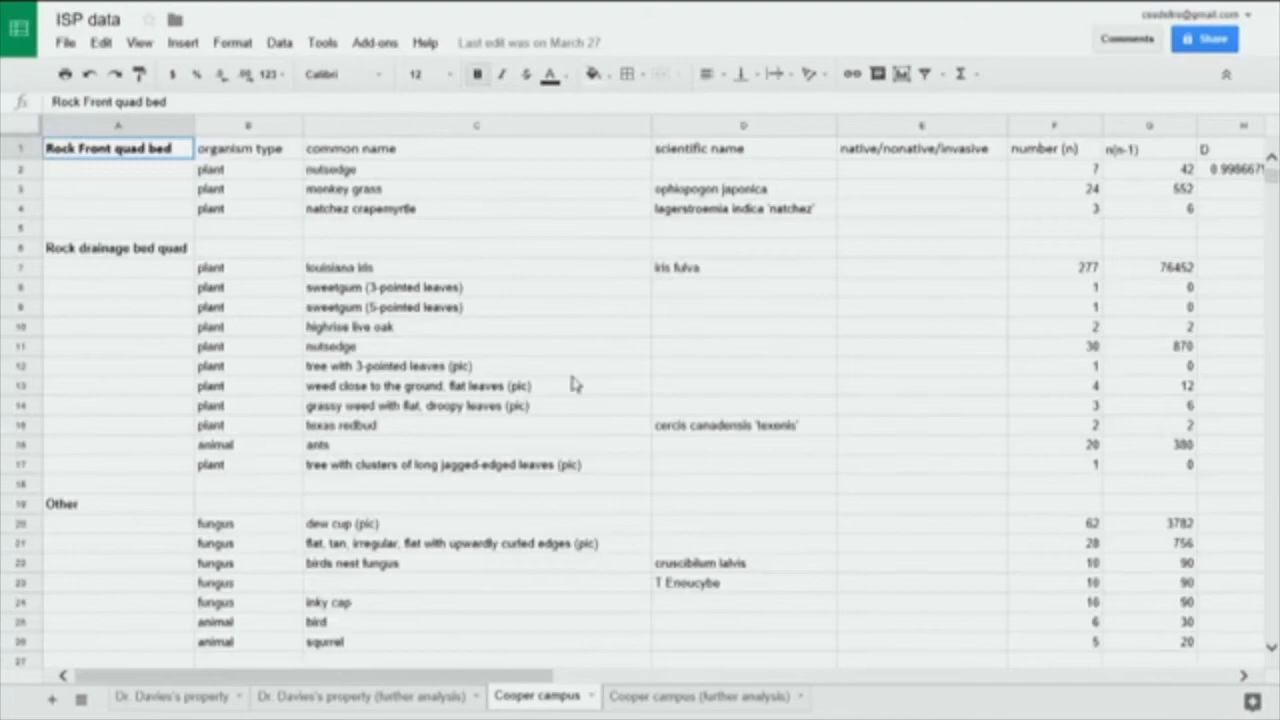 ISP data
File Edit View Insert Format Data Tools Add-ons Help Last edit was on March 27
Comments Share
$ % 123 Calibri 12 B I S A Σ
fx Rock Front quad bed
A B C D E F G H
1 Rock Front quad bed organism type common name scientific name native/nonnative/invasive number (n) n(n-1) D
2 plant nutsedge 7 42
3 plant monkey grass ophiopogon japonica 24 552
4 plant natchez crapemyrtle lagerstroemia indica 'natchez' 3 6
5
6 Rock drainage bed quad
7 plant louisiana iris iris fulva 277 76452
8 plant sweetgum (3-pointed leaves) 1 0
9 plant sweetgum (5-pointed leaves) 1 0
10 plant highrise live oak 2 2
11 plant nutsedge 30 870
12 plant tree with 3-pointed leaves (pic) 1 0
13 plant weed close to the ground, flat leaves (pic) 4 12
14 plant grassy weed with flat, droopy leaves (pic) 3 6
15 plant texas redbud cercis canadensis 'texensis' 2 2
16 animal ants 20 380
17 plant tree with clusters of long jagged-edged leaves (pic) 1 0
18
19 Other
20 fungus dew cup (pic) 62 3782
21 fungus flat, tan, irregular, flat with upwardly curled edges (pic) 28 756
22 fungus birds nest fungus 10 90
23 fungus 10 90
24 fungus inky cap 10 90
25 animal bird 6 30
26 animal squrrel 5 20
27
Dr. Davies's property Dr. Davies's property (further analysis) Cooper campus Cooper campus (further analysis)